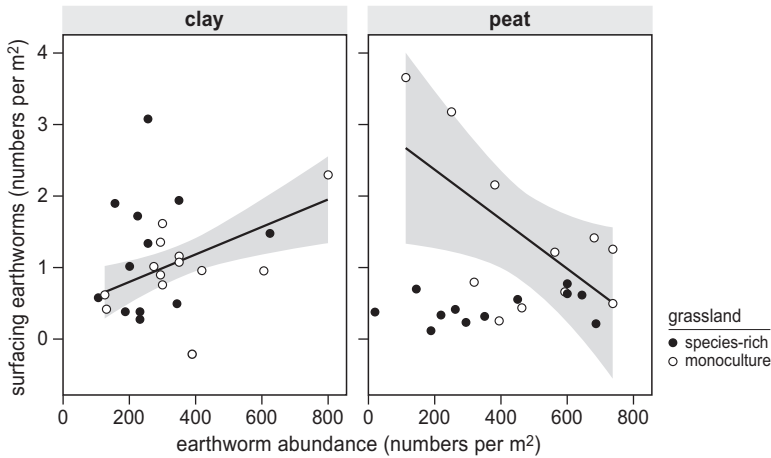 clay
peat
surfacing earthworms (numbers per m²)
4
3
2
1
0
0 200 400 600 800
0 200 400 600 800
earthworm abundance (numbers per m²)
grassland
species-rich
monoculture